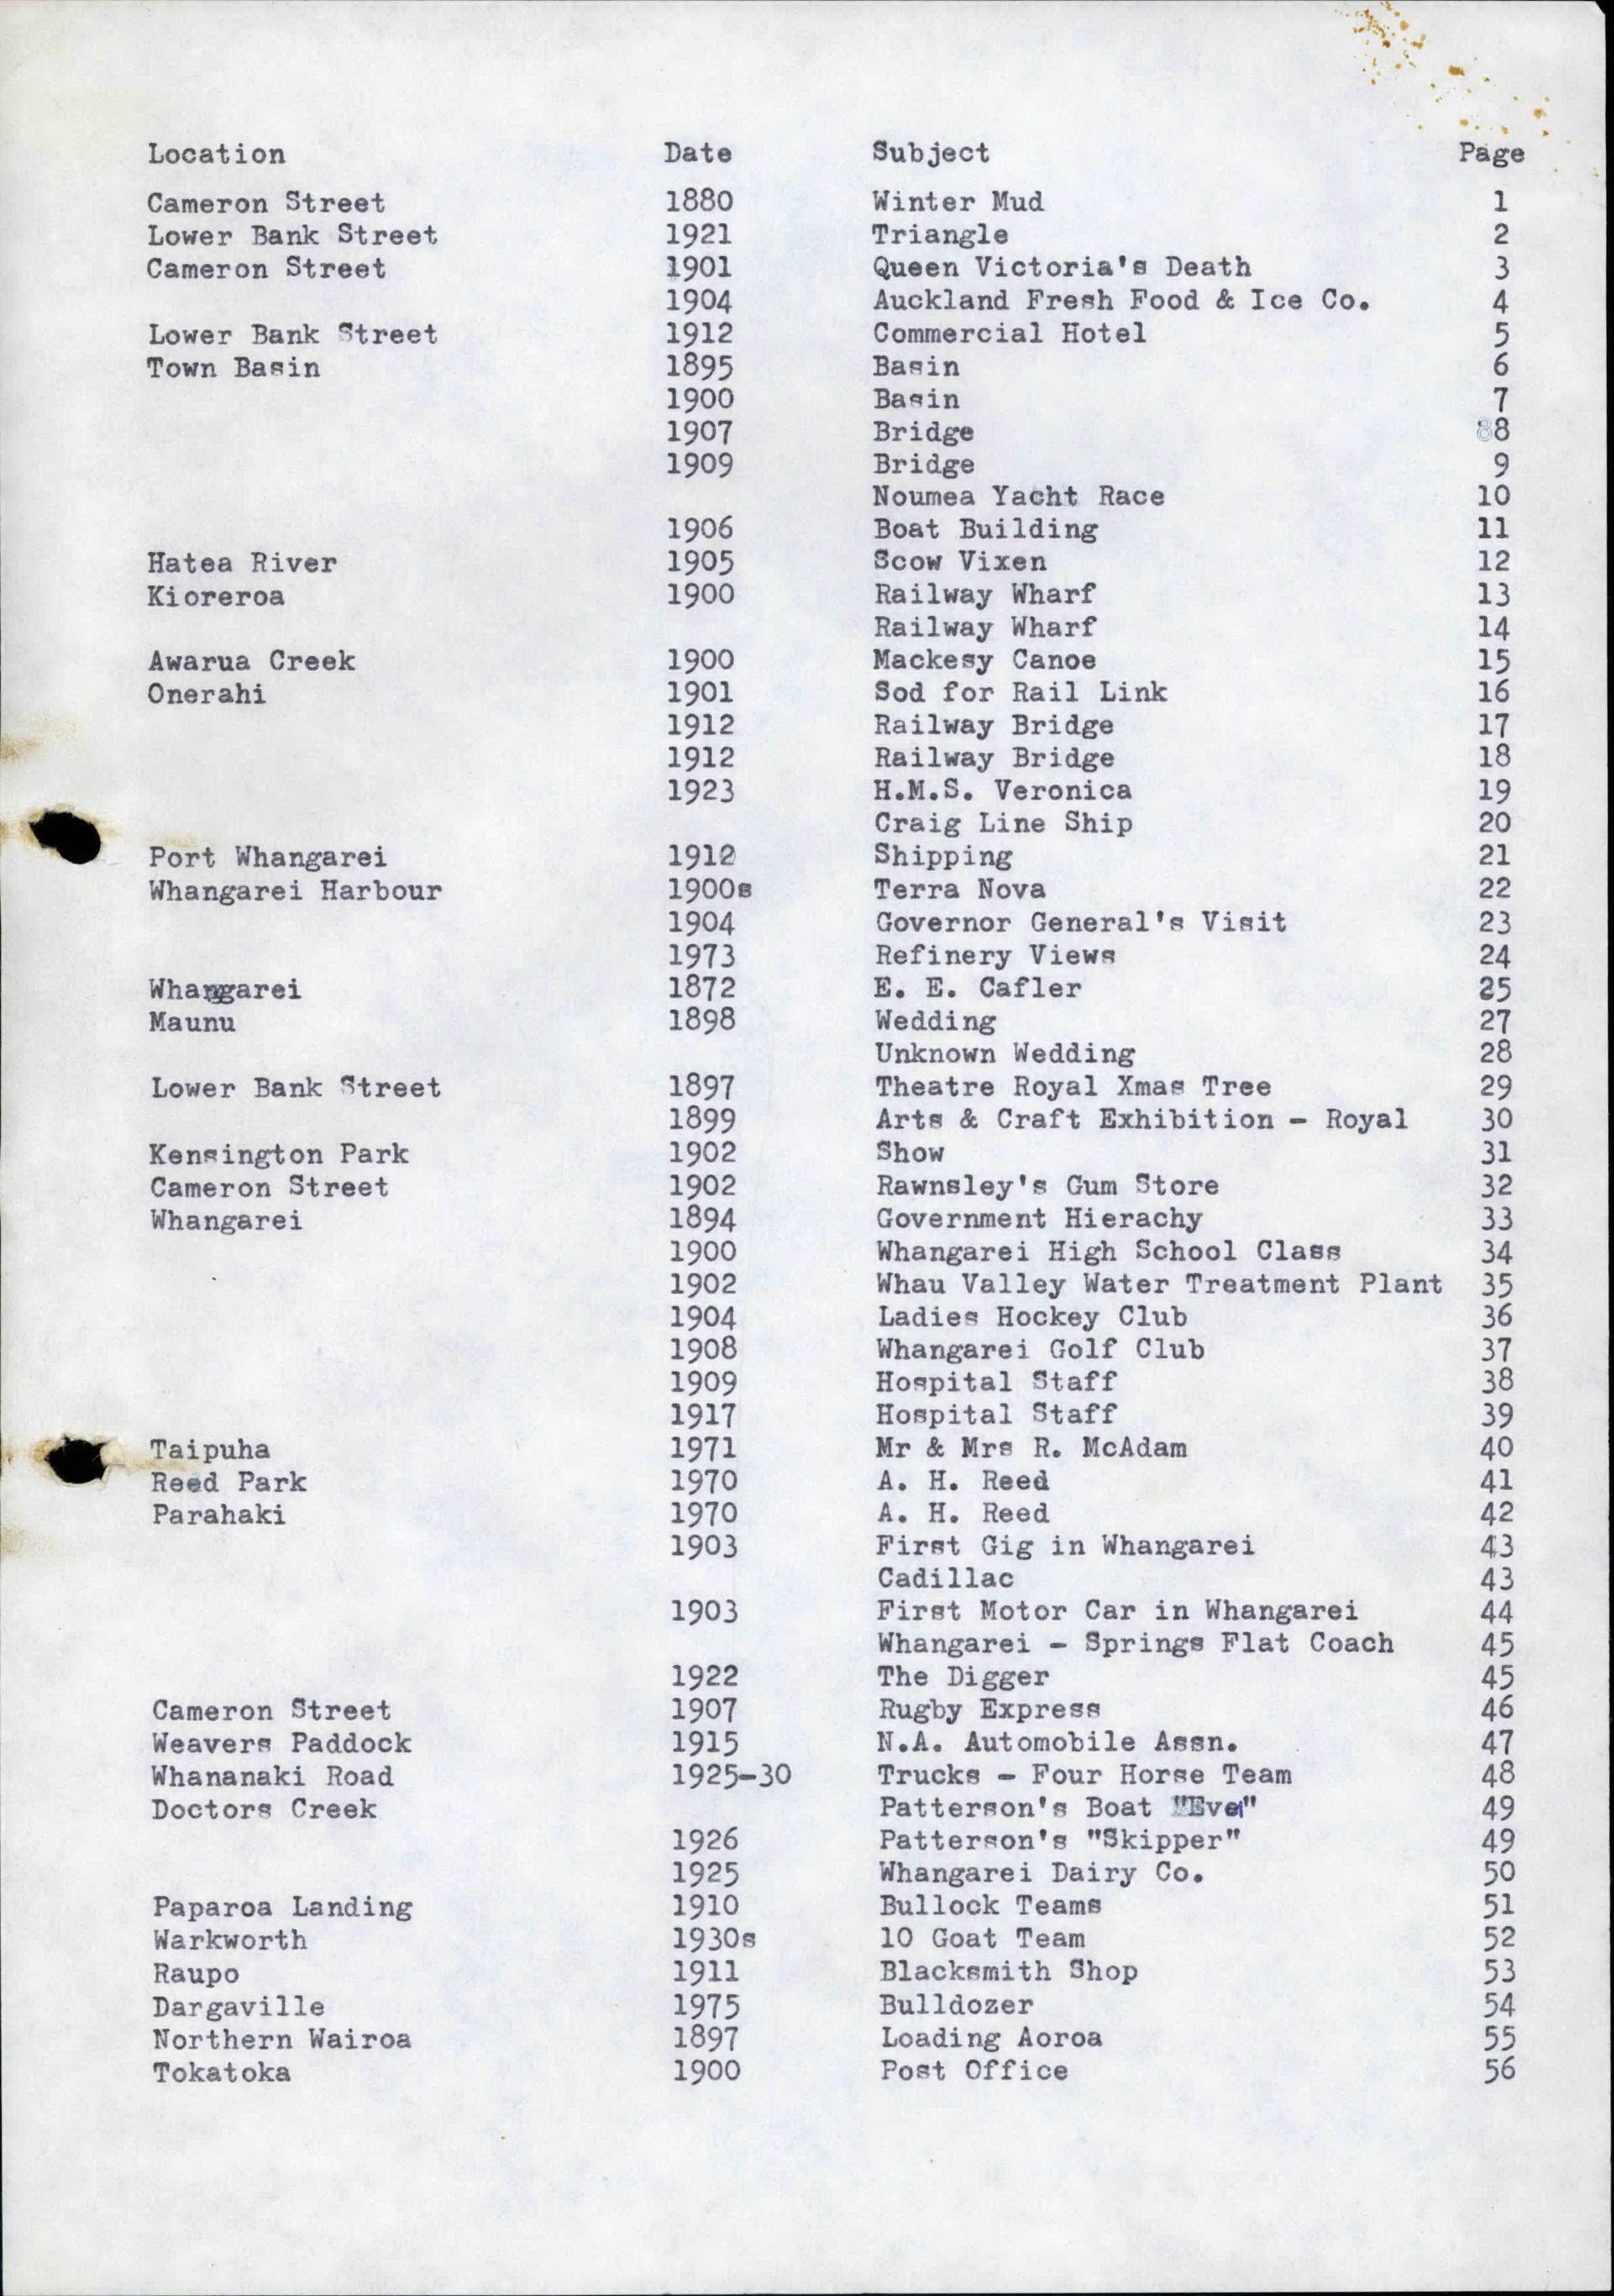 Location Date Subject Page
Cameron Street 1880 Winter Mud 1
Lower Bank Street 1921 Triangle 2
Cameron Street 1901 Queen Victoria's Death 3
1904 Auckland Fresh Food & Ice Co. 4
Lower Bank Street 1912 Commercial Hotel 5
Town Basin 1895 Basin 6
1900 Basin 7
1907 Bridge 8
1909 Bridge 9
Noumea Yacht Race 10
1906 Boat Building 11
Hatea River 1905 Scow Vixen 12
Kioreroa 1900 Railway Wharf 13
Railway Wharf 14
Awarua Creek 1900 Mackesy Canoe 15
Onerahi 1901 Sod for Rail Link 16
1912 Railway Bridge 17
1912 Railway Bridge 18
1923 H.M.S. Veronica 19
Craig Line Ship 20
Port Whangarei 1912 Shipping 21
Whangarei Harbour 1900s Terra Nova 22
1904 Governor General's Visit 23
1973 Refinery Views 24
Whangarei 1872 E. E. Cafler 25
Maunu 1898 Wedding 27
Unknown Wedding 28
Lower Bank Street 1897 Theatre Royal Xmas Tree 29
1899 Arts & Craft Exhibition - Royal 30
Kensington Park 1902 Show 31
Cameron Street 1902 Rawnsley's Gum Store 32
Whangarei 1894 Government Hierachy 33
1900 Whangarei High School Class 34
1902 Whau Valley Water Treatment Plant 35
1904 Ladies Hockey Club 36
1908 Whangarei Golf Club 37
1909 Hospital Staff 38
1917 Hospital Staff 39
Taipuha 1971 Mr & Mrs R. McAdam 40
Reed Park 1970 A. H. Reed 41
Parahaki 1970 A. H. Reed 42
1903 First Gig in Whangarei 43
Cadillac 43
1903 First Motor Car in Whangarei 44
Whangarei - Springs Flat Coach 45
1922 The Digger 45
Cameron Street 1907 Rugby Express 46
Weavers Paddock 1915 N.A. Automobile Assn. 47
Whananaki Road 1925-30 Trucks - Four Horse Team 48
Doctors Creek Patterson's Boat 49
1926 Patterson's "Skipper" 49
1925 Whangarei Dairy Co. 50
Paparoa Landing 1910 Bullock Teams 51
Warkworth 1930s 10 Goat Team 52
Raupo 1911 Blacksmith Shop 53
Dargaville 1975 Bulldozer 54
Northern Wairoa 1897 Loading Aoroa 55
Tokatoka 1900 Post Office 56